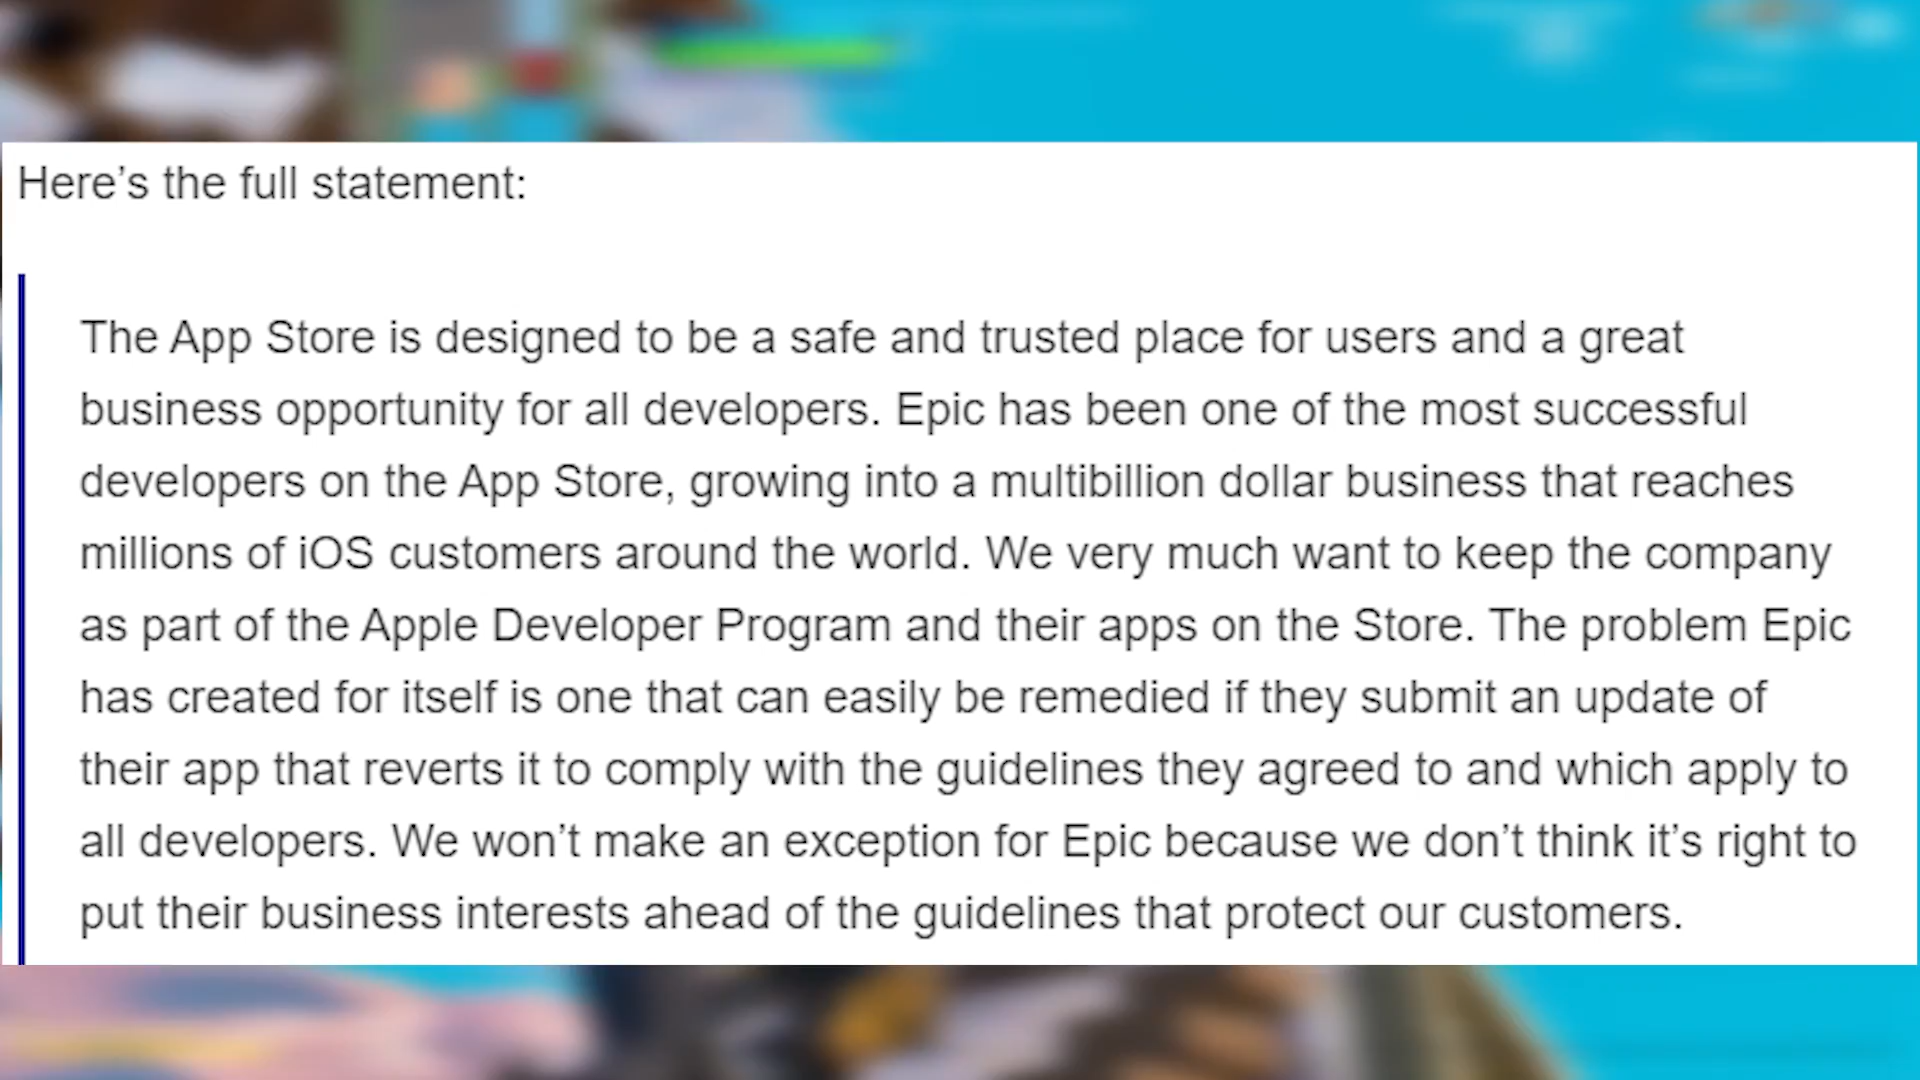 Here’s the full statement:
The App Store is designed to be a safe and trusted place for users and a great
business opportunity for all developers. Epic has been one of the most successful
developers on the App Store, growing into a multibillion dollar business that reaches
millions of iOS customers around the world. We very much want to keep the company
as part of the Apple Developer Program and their apps on the Store. The problem Epic
has created for itself is one that can easily be remedied if they submit an update of
their app that reverts it to comply with the guidelines they agreed to and which apply to
all developers. We won’t make an exception for Epic because we don’t think it’s right to
put their business interests ahead of the guidelines that protect our customers.